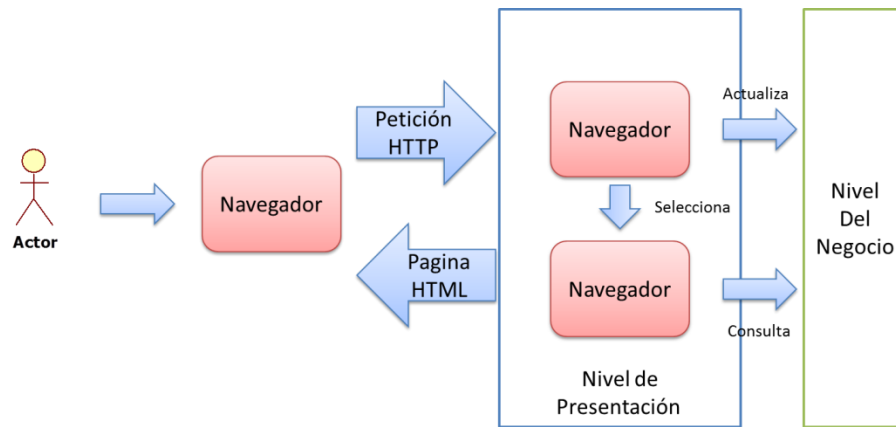 Actor
Navegador
Petición
HTTP
Pagina
HTML
Navegador
Selecciona
Navegador
Nivel de
Presentación
Actualiza
Consulta
Nivel
Del
Negocio